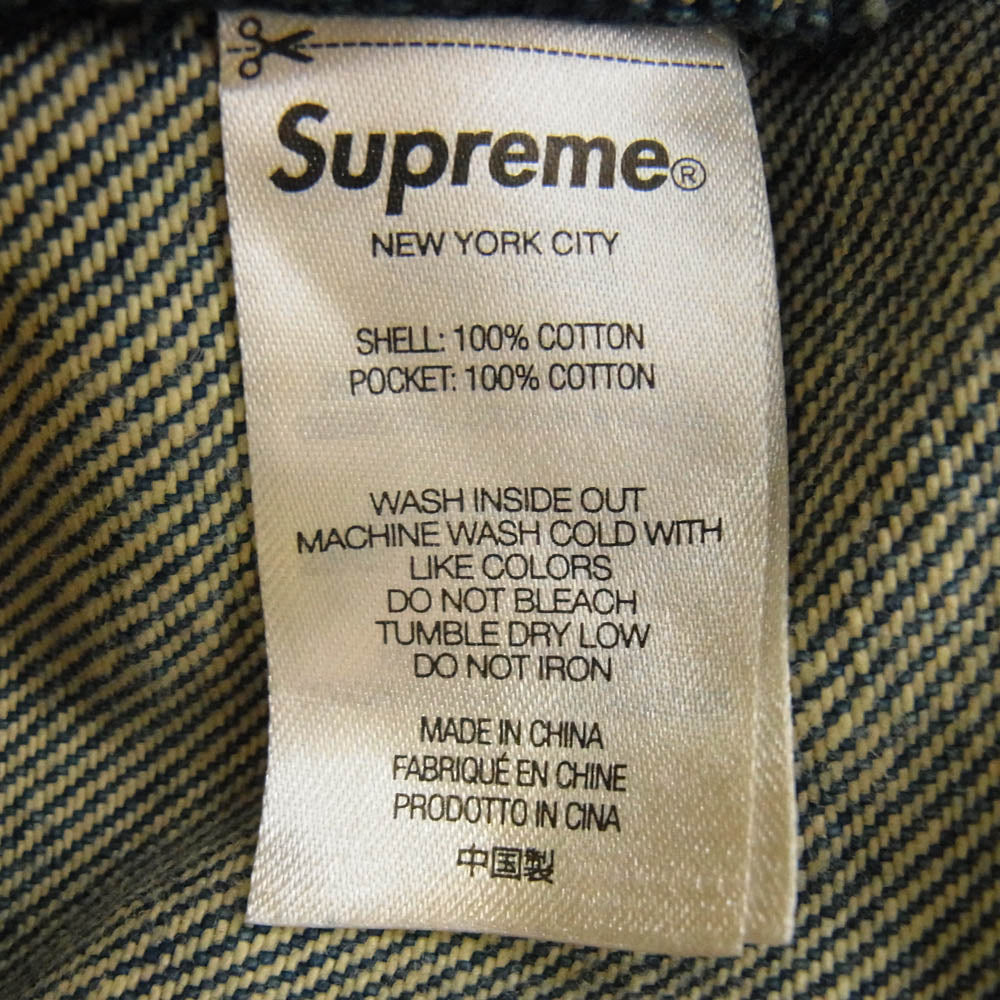 Supreme®
NEW YORK CITY
SHELL: 100% COTTON
POCKET: 100% COTTON
WASH INSIDE OUT
MACHINE WASH COLD WITH
LIKE COLORS
DO NOT BLEACH
TUMBLE DRY LOW
DO NOT IRON
MADE IN CHINA
FABRIQUÉ EN CHINE
PRODOTTO IN CINA
中国製